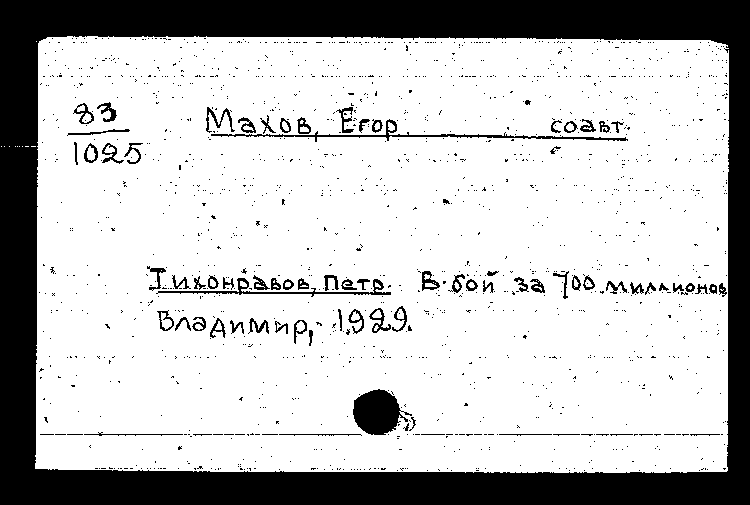 83 Махов, Егор. соавт.
1025
Тихонравов, Петр. В бой за 700 миллионов
Владимир, 1929.